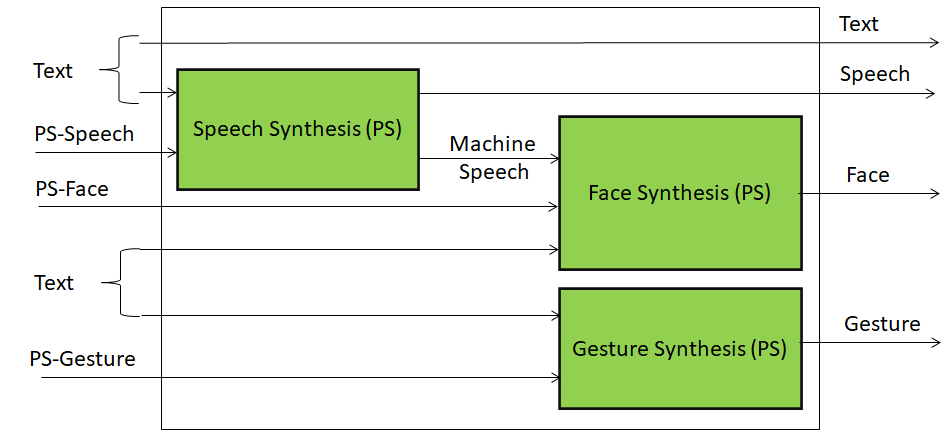 Text
Text
Speech
Speech Synthesis (PS)
PS-Speech
Machine
Speech
PS-Face
Face Synthesis (PS)
Face
Text
Gesture
Gesture Synthesis (PS)
PS-Gesture